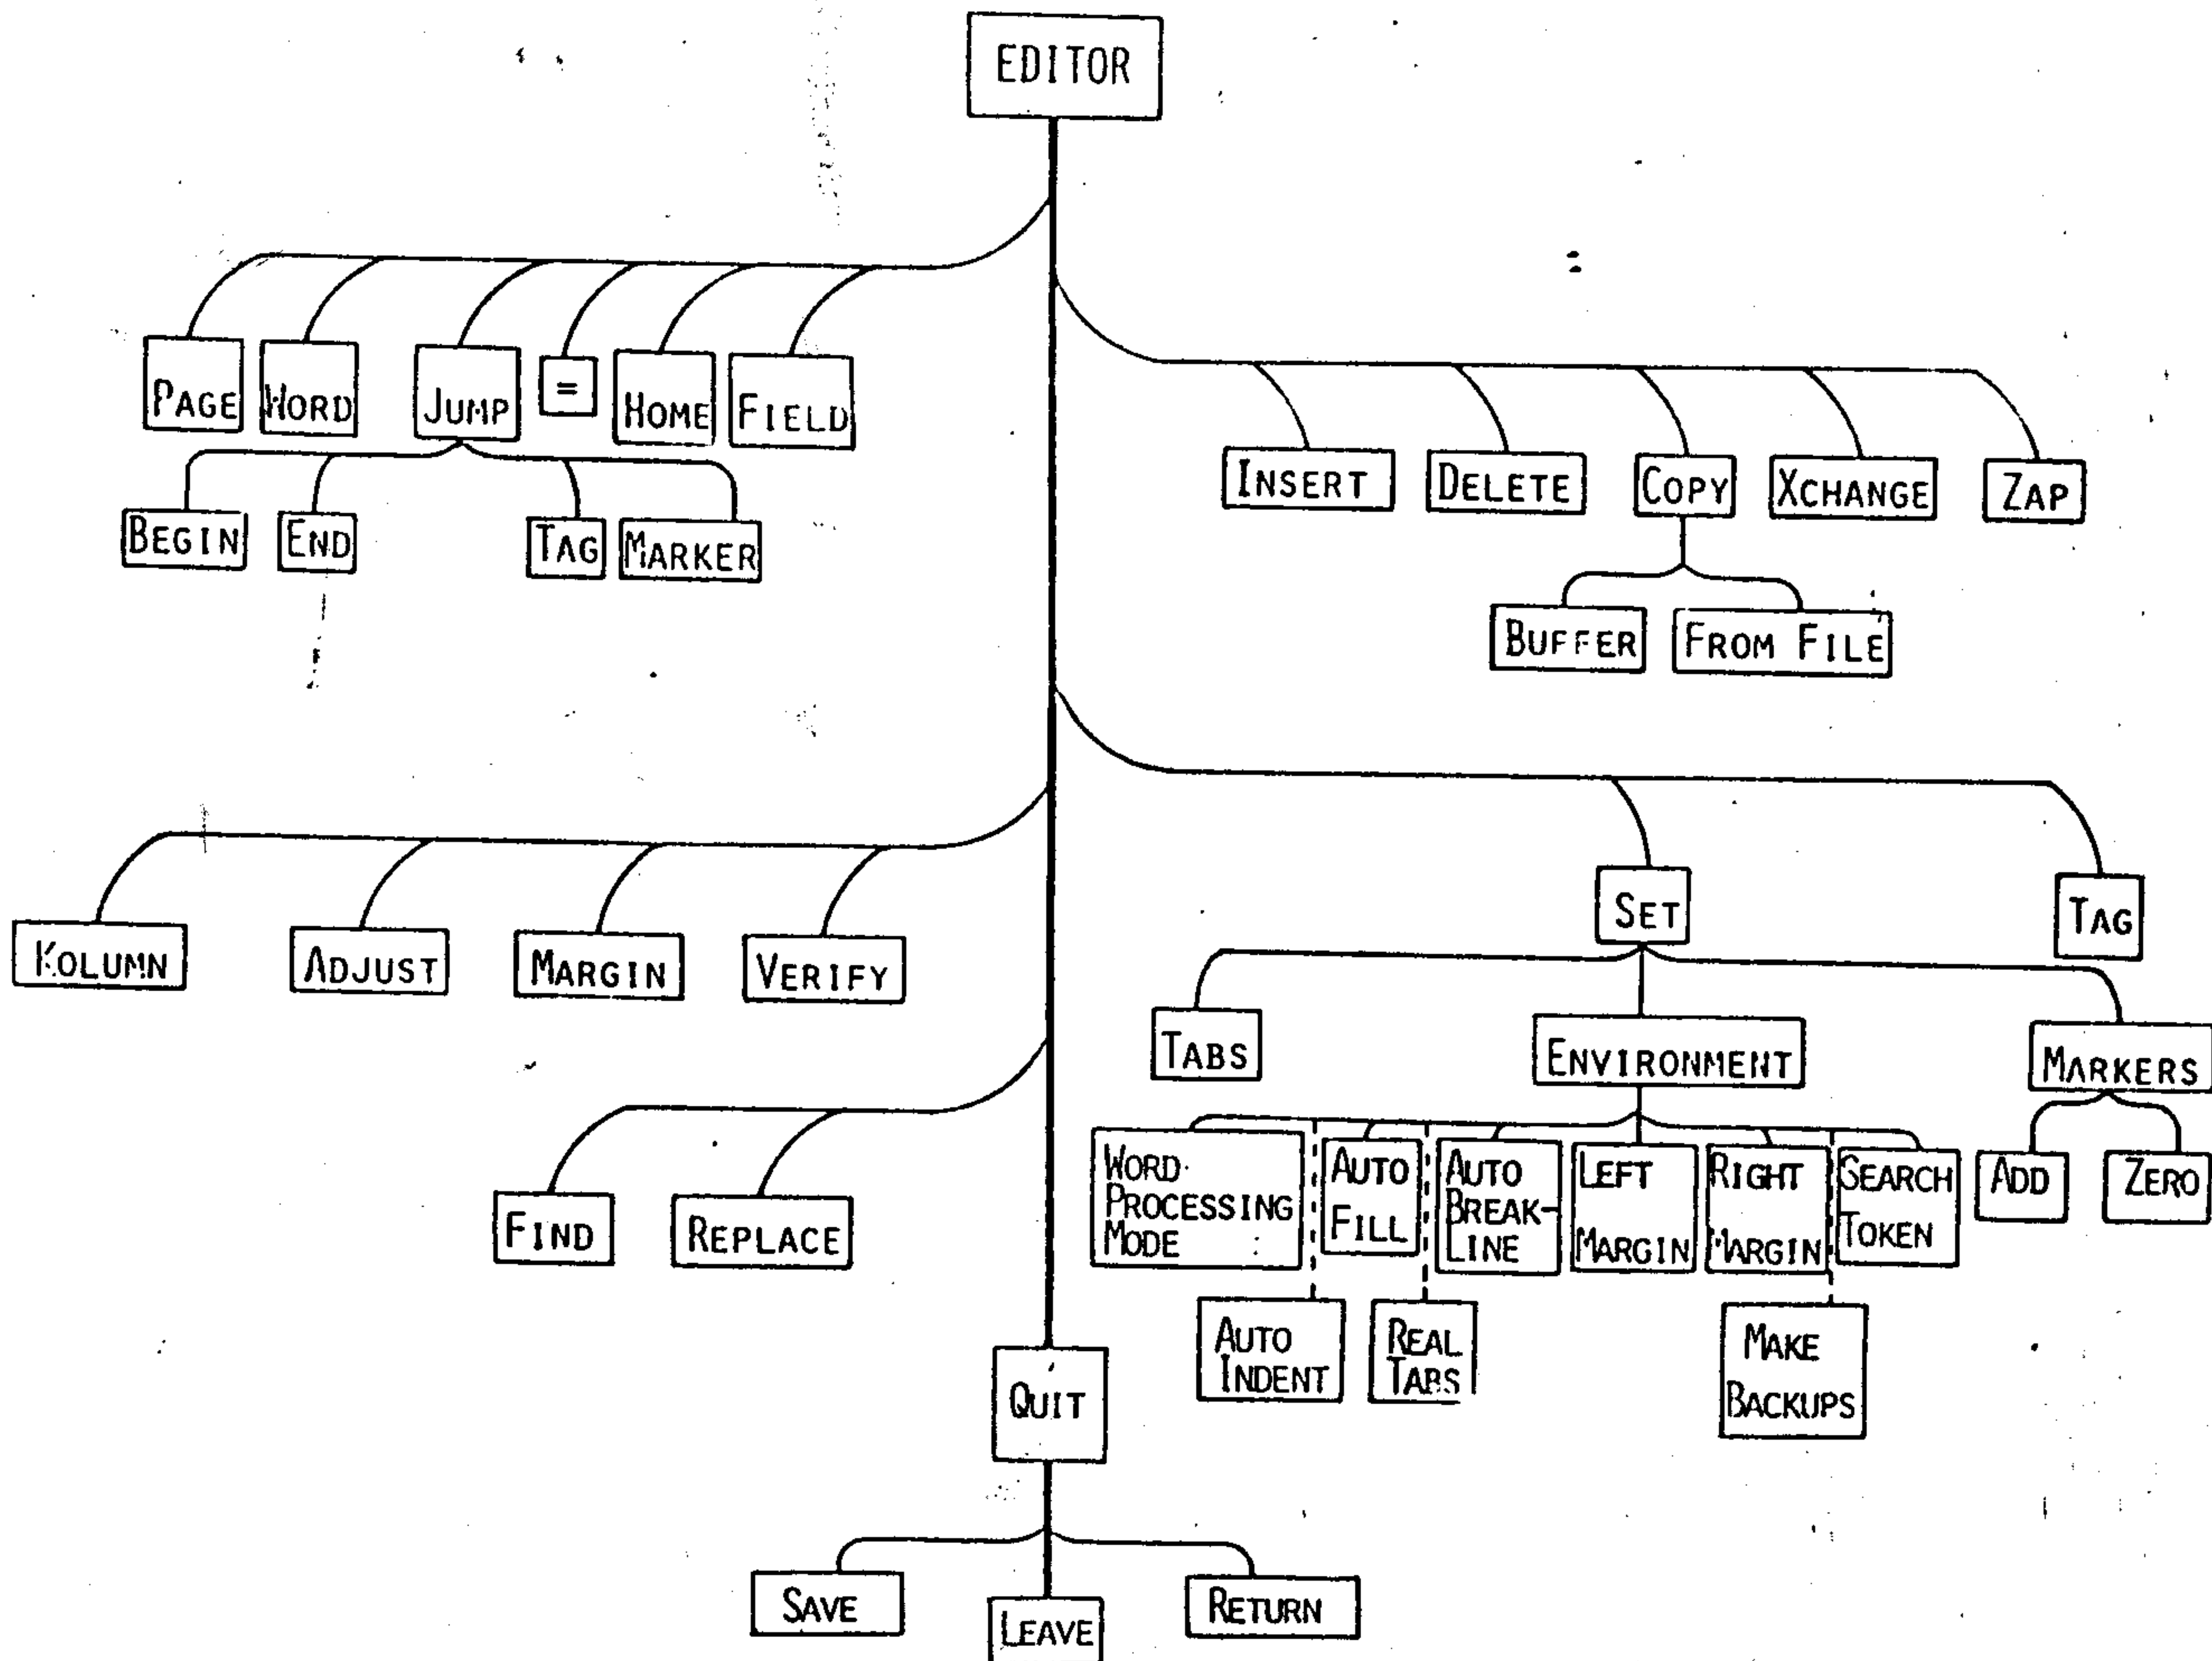 EDITOR
PAGE
WORD
JUMP
=
HOME
FIELD
BEGIN
END
TAG
MARKER
INSERT
DELETE
COPY
XCHANGE
ZAP
BUFFER
FROM FILE
SET
TAG
KOLUMN
ADJUST
MARGIN
VERIFY
TABS
ENVIRONMENT
MARKERS
WORD
PROCESSING
MODE
AUTO
FILL
AUTO
BREAK-
LINE
LEFT
MARGIN
RIGHT
MARGIN
SEARCH
TOKEN
ADD
ZERO
FIND
REPLACE
AUTO
INDENT
REAL
TABS
MAKE
BACKUPS
QUIT
SAVE
LEAVE
RETURN